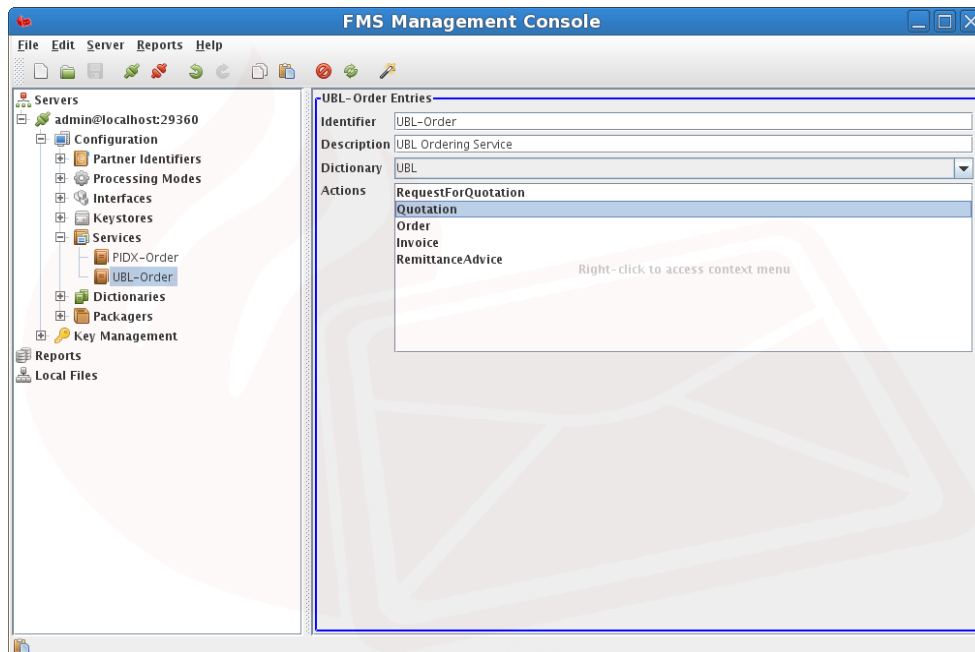 FMS Management Console
File Edit Server Reports Help
Servers
admin@localhost:29360
Configuration
Partner Identifiers
Processing Modes
Interfaces
Keystores
Services
PIDX-Order
UBL-Order
Dictionaries
Packagers
Key Management
Reports
Local Files
UBL-Order Entries
Identifier UBL-Order
Description UBL Ordering Service
Dictionary UBL
Actions
RequestForQuotation
Quotation
Order
Invoice
RemittanceAdvice
Right-click to access context menu